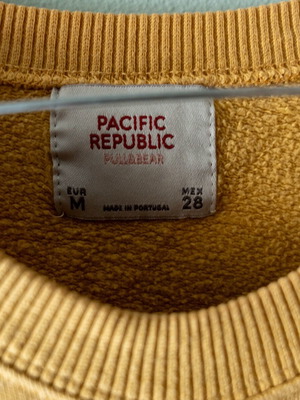 PACIFIC
REPUBLIC
PULL&BEAR
EUR MEX
M 28
MADE IN PORTUGAL